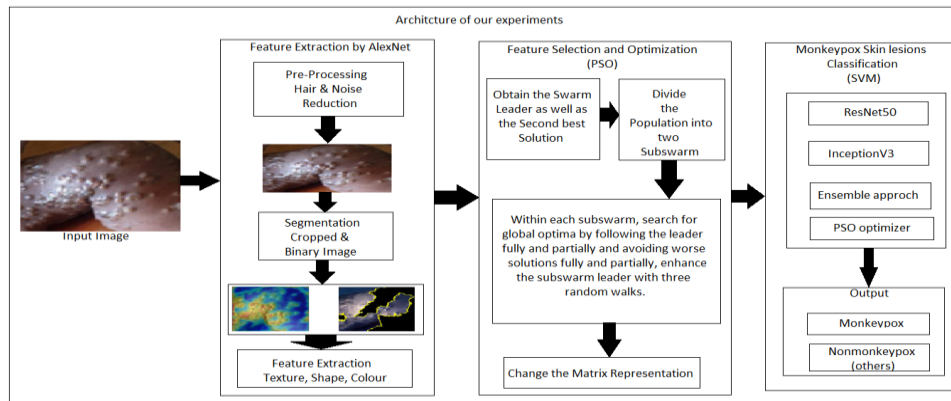 Architcture of our experiments
Input Image
Feature Extraction by AlexNet
Pre-Processing
Hair & Noise
Reduction
Segmentation
Cropped &
Binary Image
Feature Extraction
Texture, Shape, Colour
Feature Selection and Optimization
(PSO)
Obtain the Swarm
Leader as well as
the Second best
Solution
Divide
the
Population into
two
Subswarm
Within each subswarm, search for
global optima by following the leader
fully and partially and avoiding worse
solutions fully and partially, enhance
the subswarm leader with three
random walks.
Change the Matrix Representation
Monkeypox Skin lesions
Classification
(SVM)
ResNet50
InceptionV3
Ensemble approch
PSO optimizer
Output
Monkeypox
Nonmonkeypox
(others)